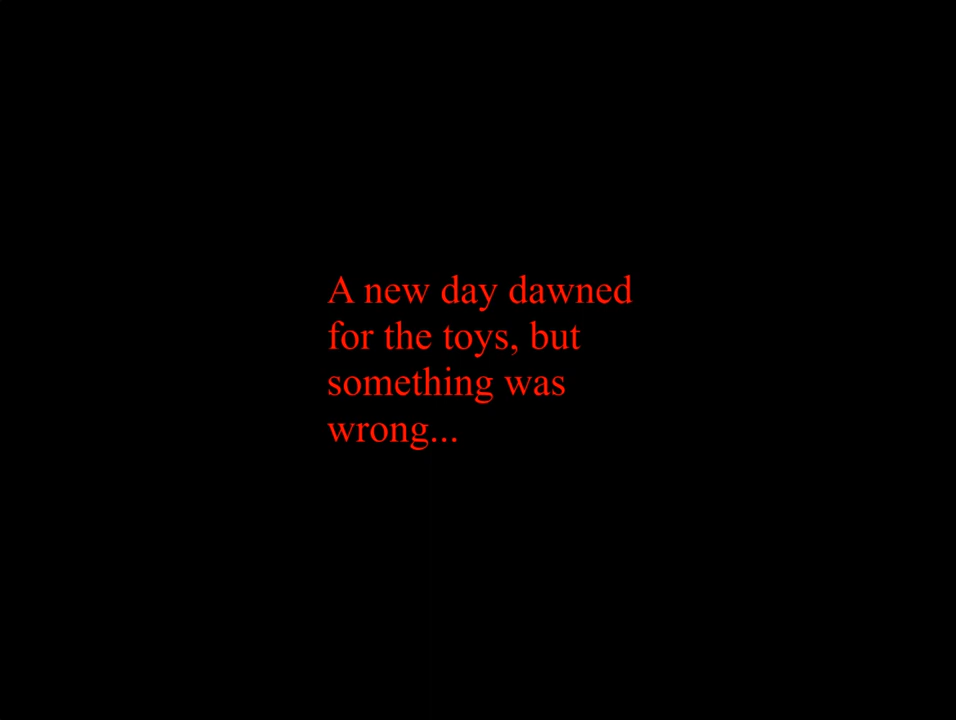 A new day dawned
for the toys, but
something was
wrong...